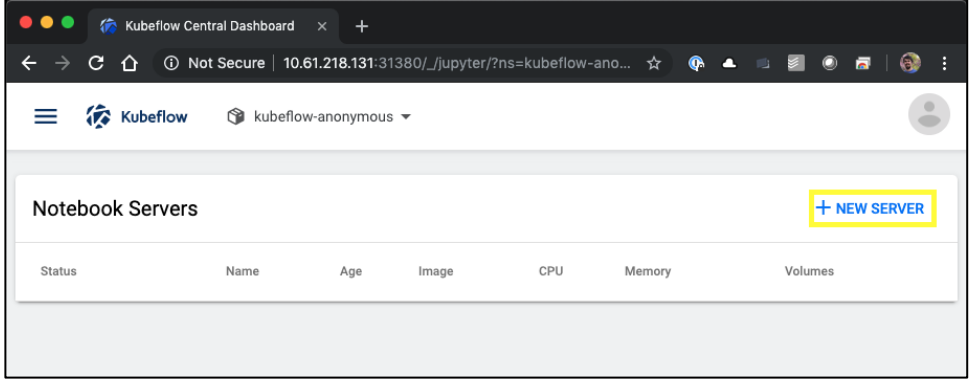 Kubeflow Central Dashboard
Not Secure | 10.61.218.131:31380/_/jupyter/?ns=kubeflow-ano...
Kubeflow kubeflow-anonymous
Notebook Servers
+ NEW SERVER
Status Name Age Image CPU Memory Volumes